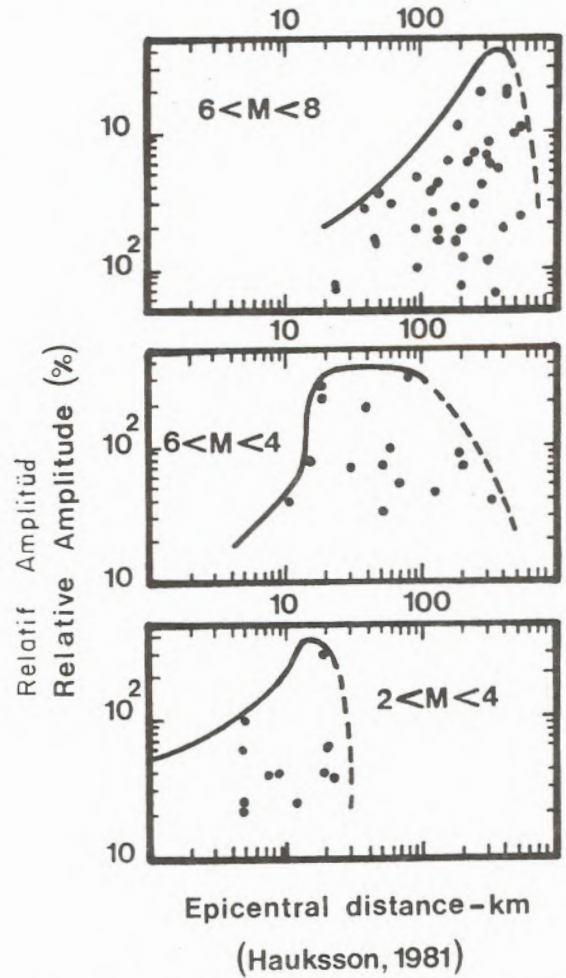 10 100
6<M<8
10
10²
10 100
6<M<4
10²
10
10 100
2<M<4
10²
10
Relatif Amplitüd
Relative Amplitude (%)
Epicentral distance-km
(Hauksson, 1981)